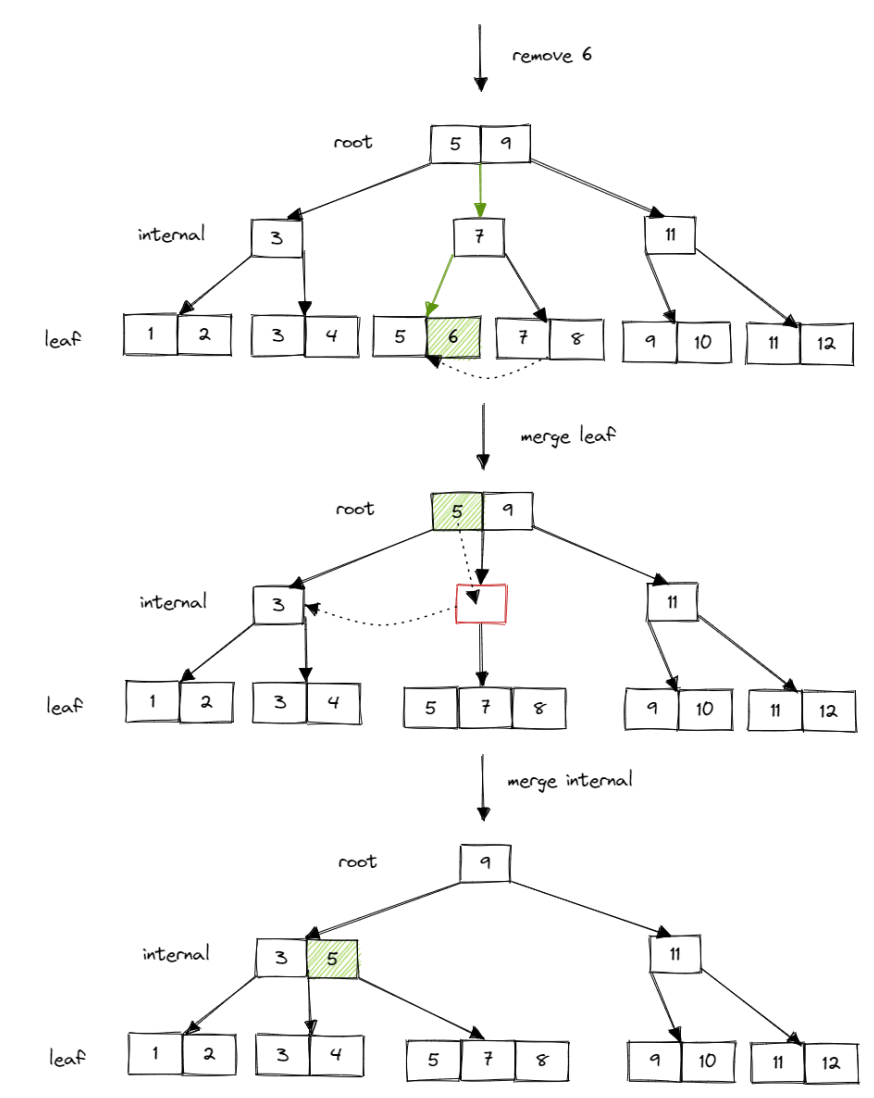 remove 6
root 5 9
internal 3 7 11
leaf 1 2 3 4 5 6 7 8 9 10 11 12
merge leaf
root 5 9
internal 3 11
leaf 1 2 3 4 5 7 8 9 10 11 12
merge internal
root 9
internal 3 5 11
leaf 1 2 3 4 5 7 8 9 10 11 12